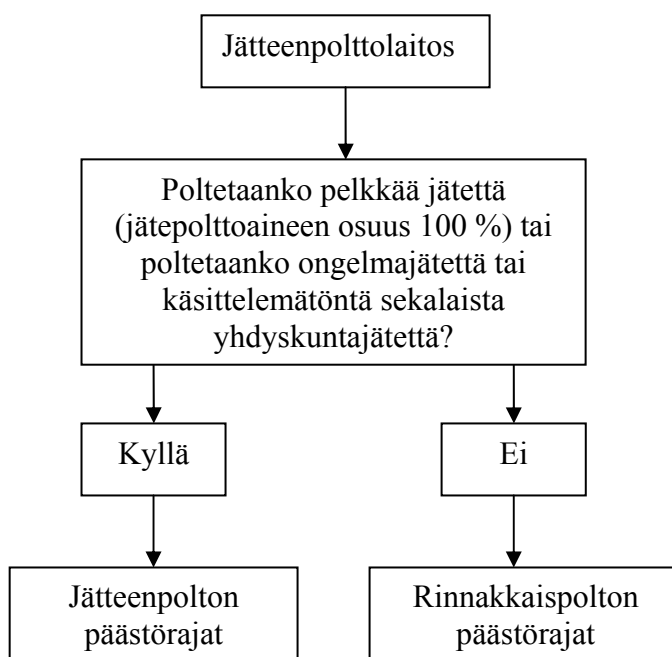 Jätteenpolttolaitos
Poltetaanko pelkkää jätettä
(jätepolttoaineen osuus 100 %) tai
poltetaanko ongelmajätettä tai
käsittelemätöntä sekalaista
yhdyskuntajätettä?
Kyllä
Ei
Jätteenpolton
päästörajat
Rinnakkaispolton
päästörajat